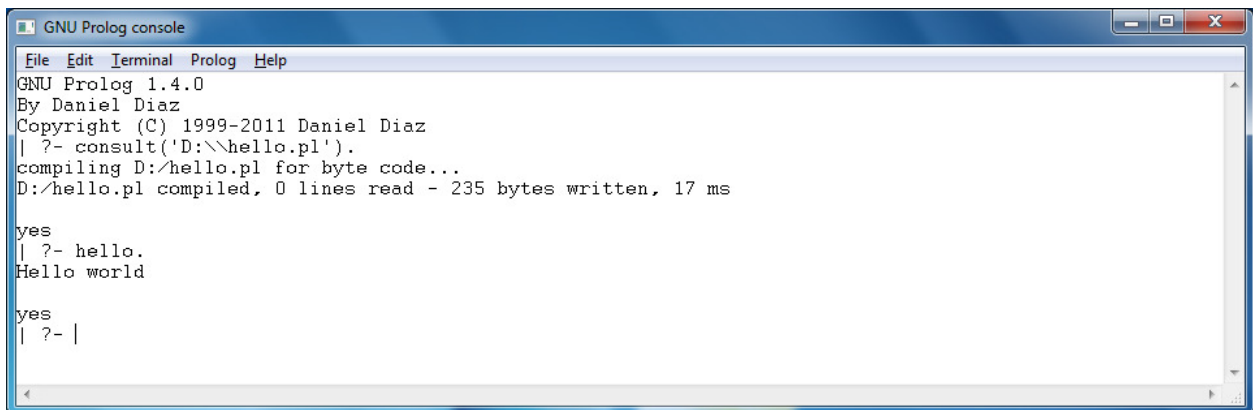 GNU Prolog console
File Edit Terminal Prolog Help
GNU Prolog 1.4.0
By Daniel Diaz
Copyright (C) 1999-2011 Daniel Diaz
| ?- consult('D:\\hello.pl').
compiling D:/hello.pl for byte code...
D:/hello.pl compiled, 0 lines read - 235 bytes written, 17 ms
yes
| ?- hello.
Hello world
yes
| ?-